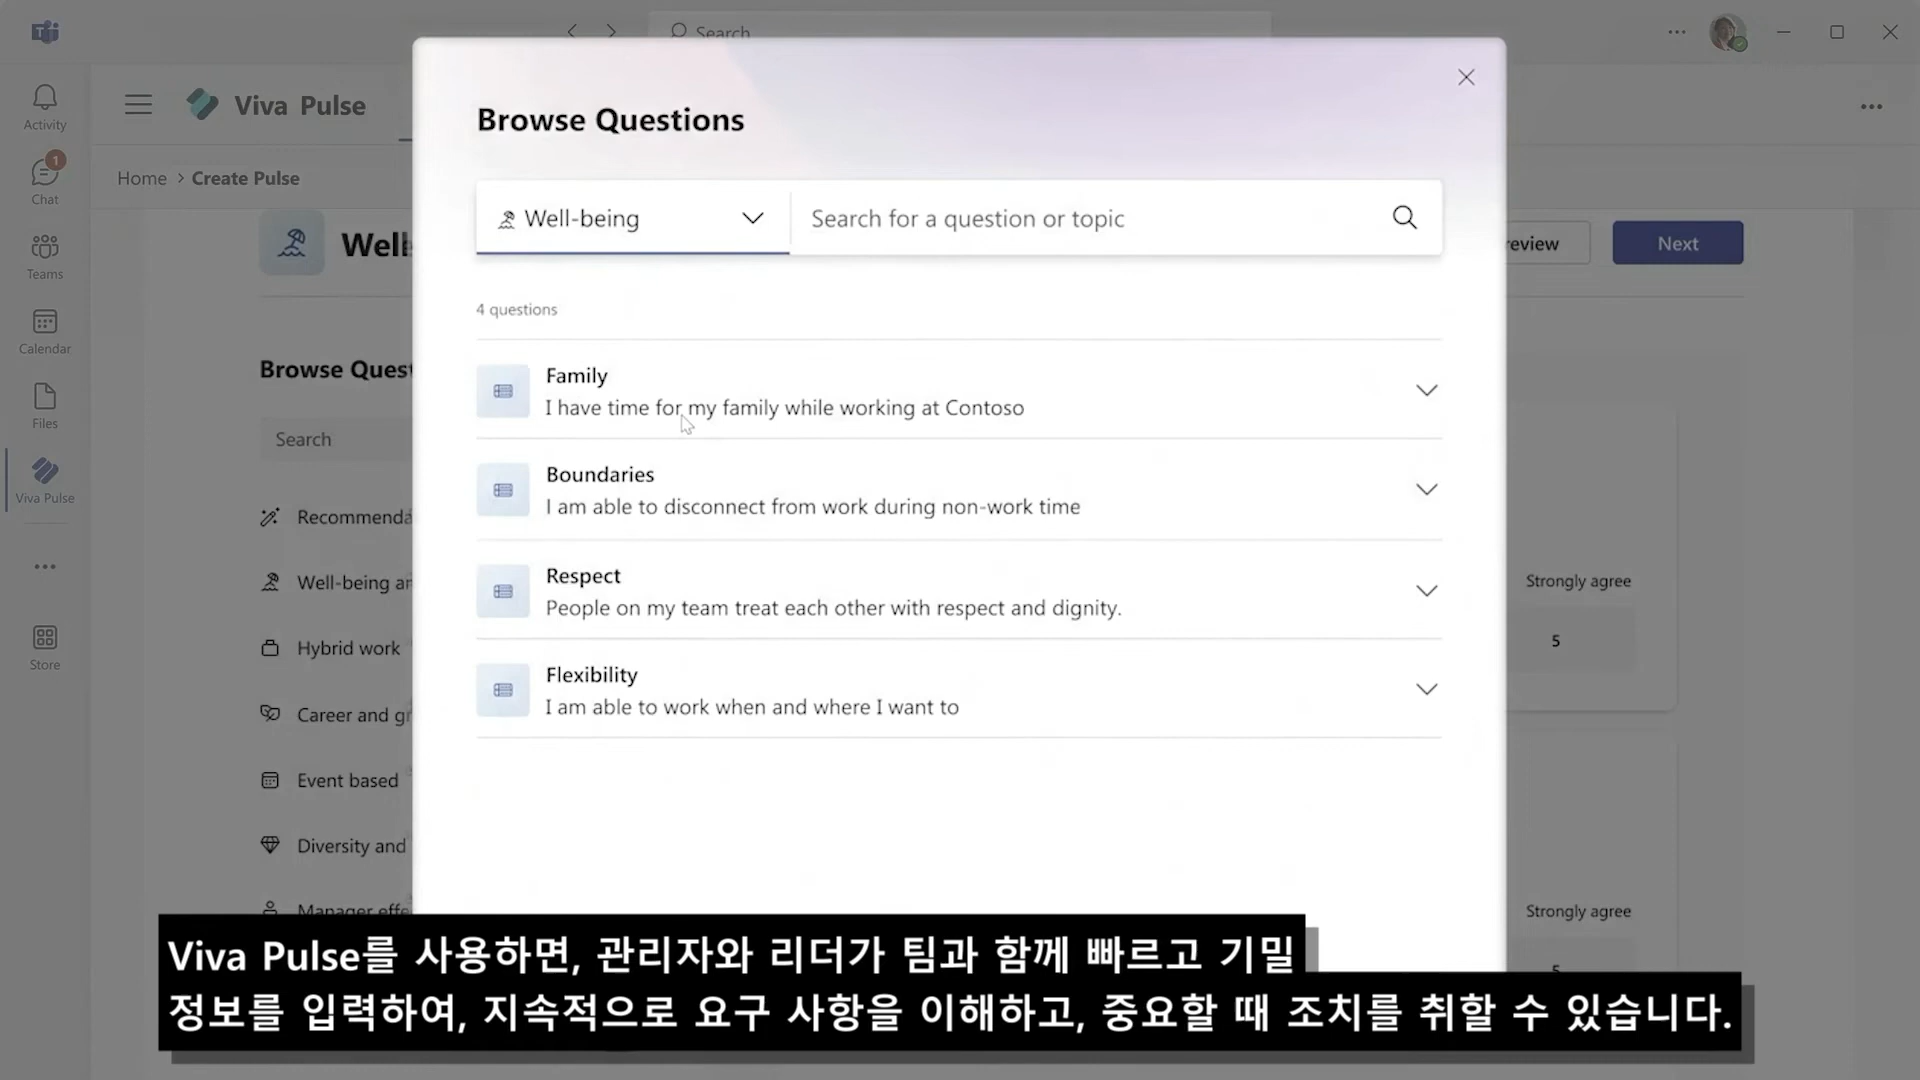 Search
Activity
1
Chat
Teams
Calendar
Files
Viva Pulse
Store
Viva Pulse
Home > Create Pulse
Next
Browse
Search
Hybrid work
Career and
Event based
Diversity and
Manager
Browse Questions
Well-being
Search for a question or topic
4 questions
Family
I have time for my family while working at Contoso
Boundaries
I am able to disconnect from work during non-work time
Respect
People on my team treat each other with respect and dignity.
Flexibility
I am able to work when and where I want to
Strongly agree
5
Strongly agree
Viva Pulse를 사용하면, 관리자와 리더가 팀과 함께 빠르고 기밀
정보를 입력하여, 지속적으로 요구 사항을 이해하고, 중요할 때 조치를 취할 수 있습니다.